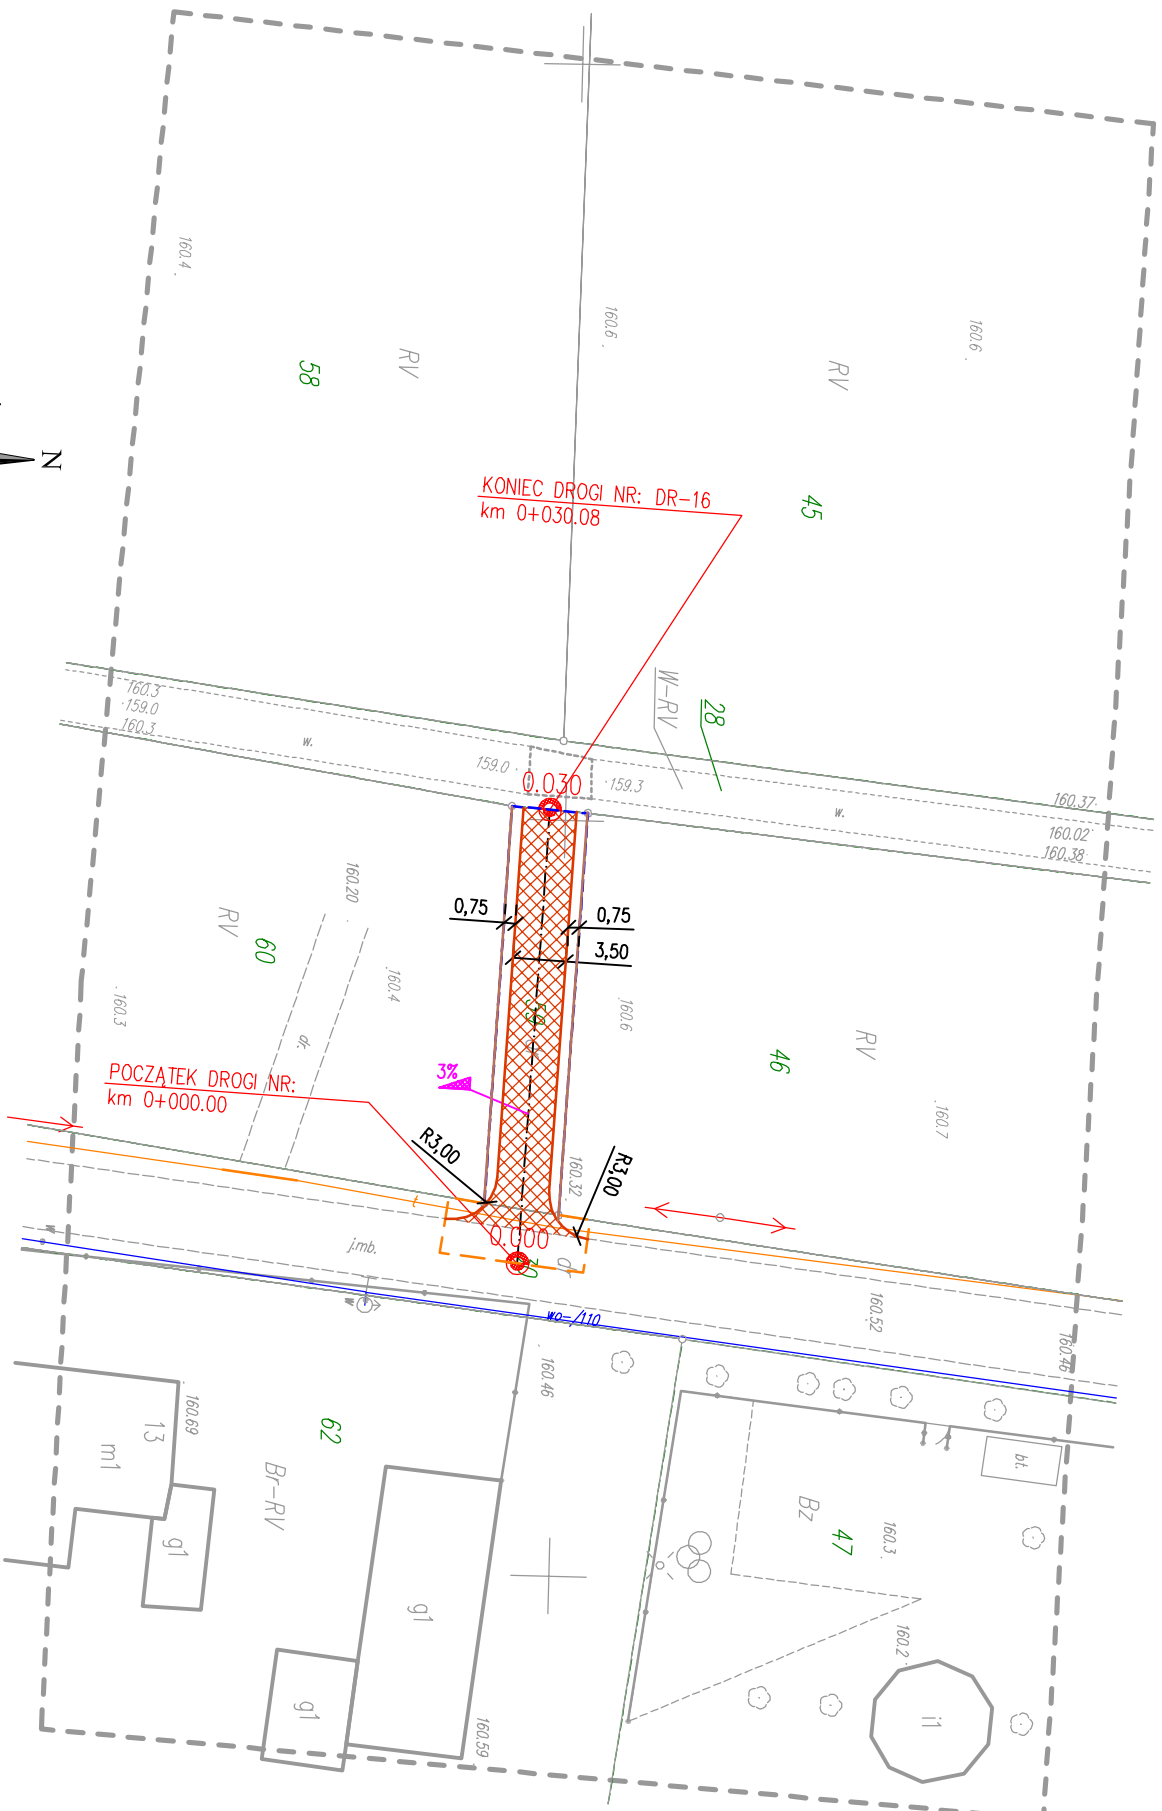 160.4
160.6
160.6
RV
RV
58
45
N
KONIEC DROGI NR: DR-16
km 0+030.08
W-RV
28
160.3
159.0
160.3
w.
159.0
0.030
159.3
w.
160.37
160.02
160.38
160.20
RV
60
0,75
0,75
3,50
160.4
160.3
dr.
160.6
RV
46
160.7
3%
POCZĄTEK DROGI NR:
km 0+000.00
R3,00
R3,00
160.32
0.000
dr
j.mb.
w
wo-/110
160.52
160.46
160.46
160.69
13
m1
62
Br-RV
g1
g1
g1
160.59
bt.
Bz
47
160.3
160.2
i1